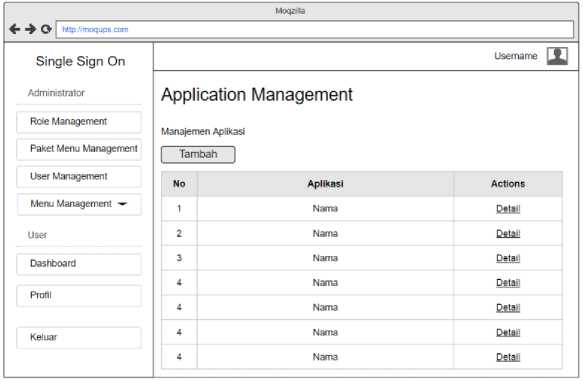 Moqzilla
http://moqups.com
Single Sign On
Username
Administrator
Role Management
Paket Menu Management
User Management
Menu Management
User
Dashboard
Profil
Keluar
Application Management
Manajemen Aplikasi
Tambah
No Aplikasi Actions
1 Nama Detail
2 Nama Detail
3 Nama Detail
4 Nama Detail
4 Nama Detail
4 Nama Detail
4 Nama Detail